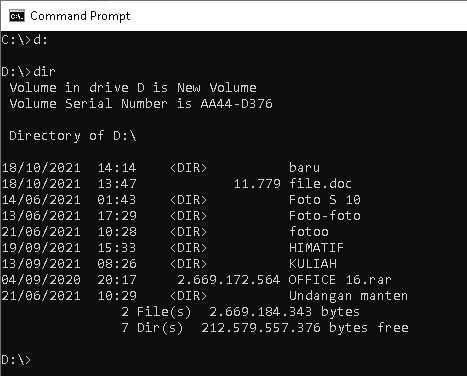 Command Prompt
C:\>d:
D:\>dir
 Volume in drive D is New Volume
 Volume Serial Number is AA44-D376
 Directory of D:\
18/10/2021  14:14    <DIR>          baru
18/10/2021  13:47            11.779 file.doc
14/06/2021  01:43    <DIR>          Foto S 10
13/06/2021  17:29    <DIR>          Foto-foto
21/06/2021  10:28    <DIR>          fotoo
19/09/2021  15:33    <DIR>          HIMATIF
13/09/2021  08:26    <DIR>          KULIAH
04/09/2020  20:17     2.669.172.564 OFFICE 16.rar
21/06/2021  10:29    <DIR>          Undangan manten
               2 File(s)  2.669.184.343 bytes
               7 Dir(s)  212.579.557.376 bytes free
D:\>